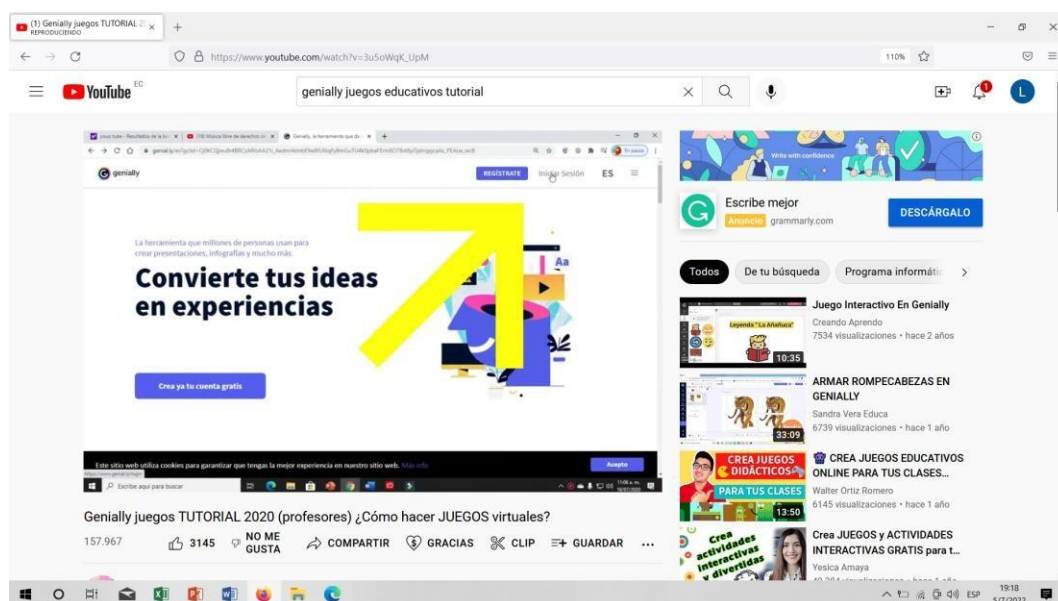 (1) Genially juegos TUTORIAL 2
REPRODUCIENDO
https://www.youtube.com/watch?v=3u5oWqK_UpM
110%
YouTube EC
genially juegos educativos tutorial
L
genially
REGÍSTRATE
Iniciar Sesión
ES
La herramienta que millones de personas usan para
crear presentaciones, infografías y mucho más
Convierte tus ideas
en experiencias
Aa
Crea ya tu cuenta gratis
Este sitio web utiliza cookies para garantizar que tengas la mejor experiencia en nuestro sitio web. Más info
Acepto
Escribe aquí para buscar
Genially juegos TUTORIAL 2020 (profesores) ¿Cómo hacer JUEGOS virtuales?
157.967
3145
NO ME
GUSTA
COMPARTIR
GRACIAS
CLIP
GUARDAR
Write with confidence
Escribe mejor
Anuncio grammarly.com
DESCÁRGALO
Todos
De tu búsqueda
Programa informátic
Juego Interactivo En Genially
Creando Aprendo
7534 visualizaciones • hace 2 años
Leyenda "La Añañuca"
10:35
ARMAR ROMPECABEZAS EN
GENIALLY
Sandra Vera Educa
6739 visualizaciones • hace 1 año
33:09
CREA JUEGOS EDUCATIVOS
ONLINE PARA TUS CLASES...
Walter Ortiz Romero
6145 visualizaciones • hace 1 año
CREA JUEGOS
DIDÁCTICOS
PARA TUS CLASES
13:50
Crea JUEGOS y ACTIVIDADES
INTERACTIVAS GRATIS para t...
Yesica Amaya
Crea
actividades
interactivas
y divertidas
ESP
19:18
5/7/2022